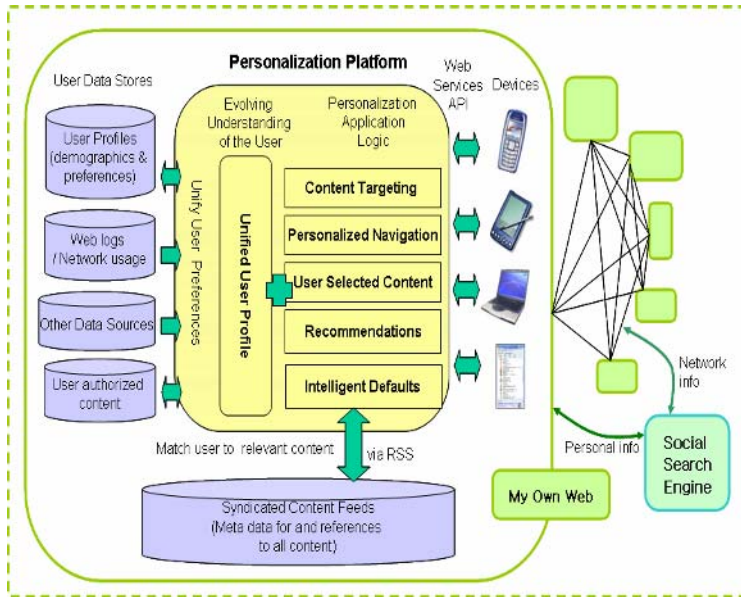 Personalization Platform
User Data Stores
Web
Services
API
Devices
Evolving
Understanding
of the User
Personalization
Application
Logic
User Profiles
(demographics &
preferences)
Web logs
/ Network usage
Other Data Sources
User authorized
content
Unify User Preferences
Unified User Profile
Content Targeting
Personalized Navigation
User Selected Content
Recommendations
Intelligent Defaults
Match user to relevant content
via RSS
Syndicated Content Feeds
(Meta data for and references
to all content)
My Own Web
Network
info
Personal info
Social
Search
Engine